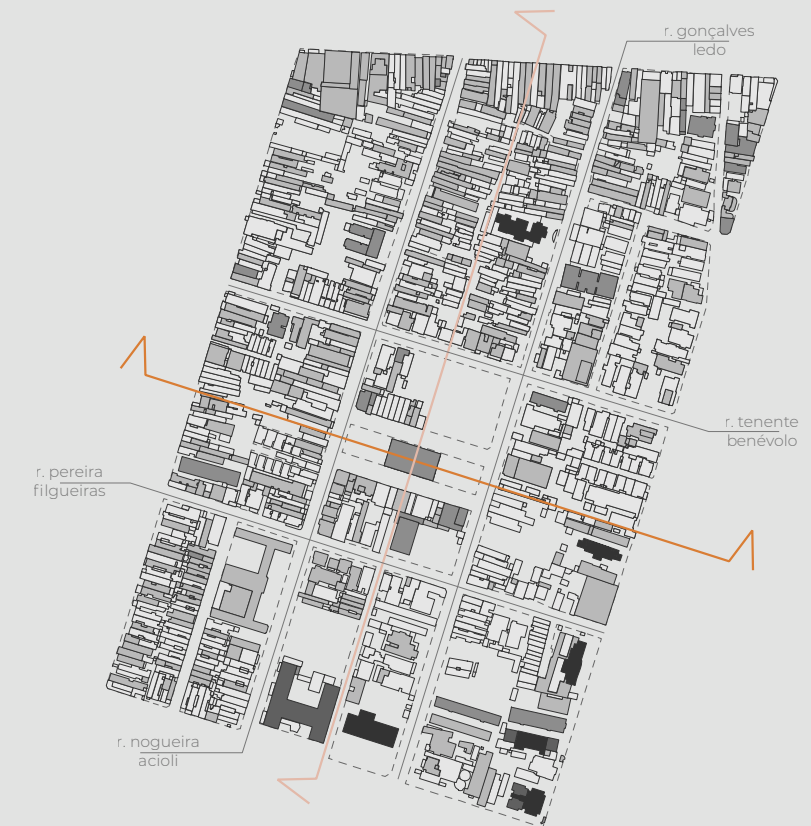 r. gonçalves
ledo
r. tenente
benévolo
r. pereira
filgueiras
r. nogueira
acioli